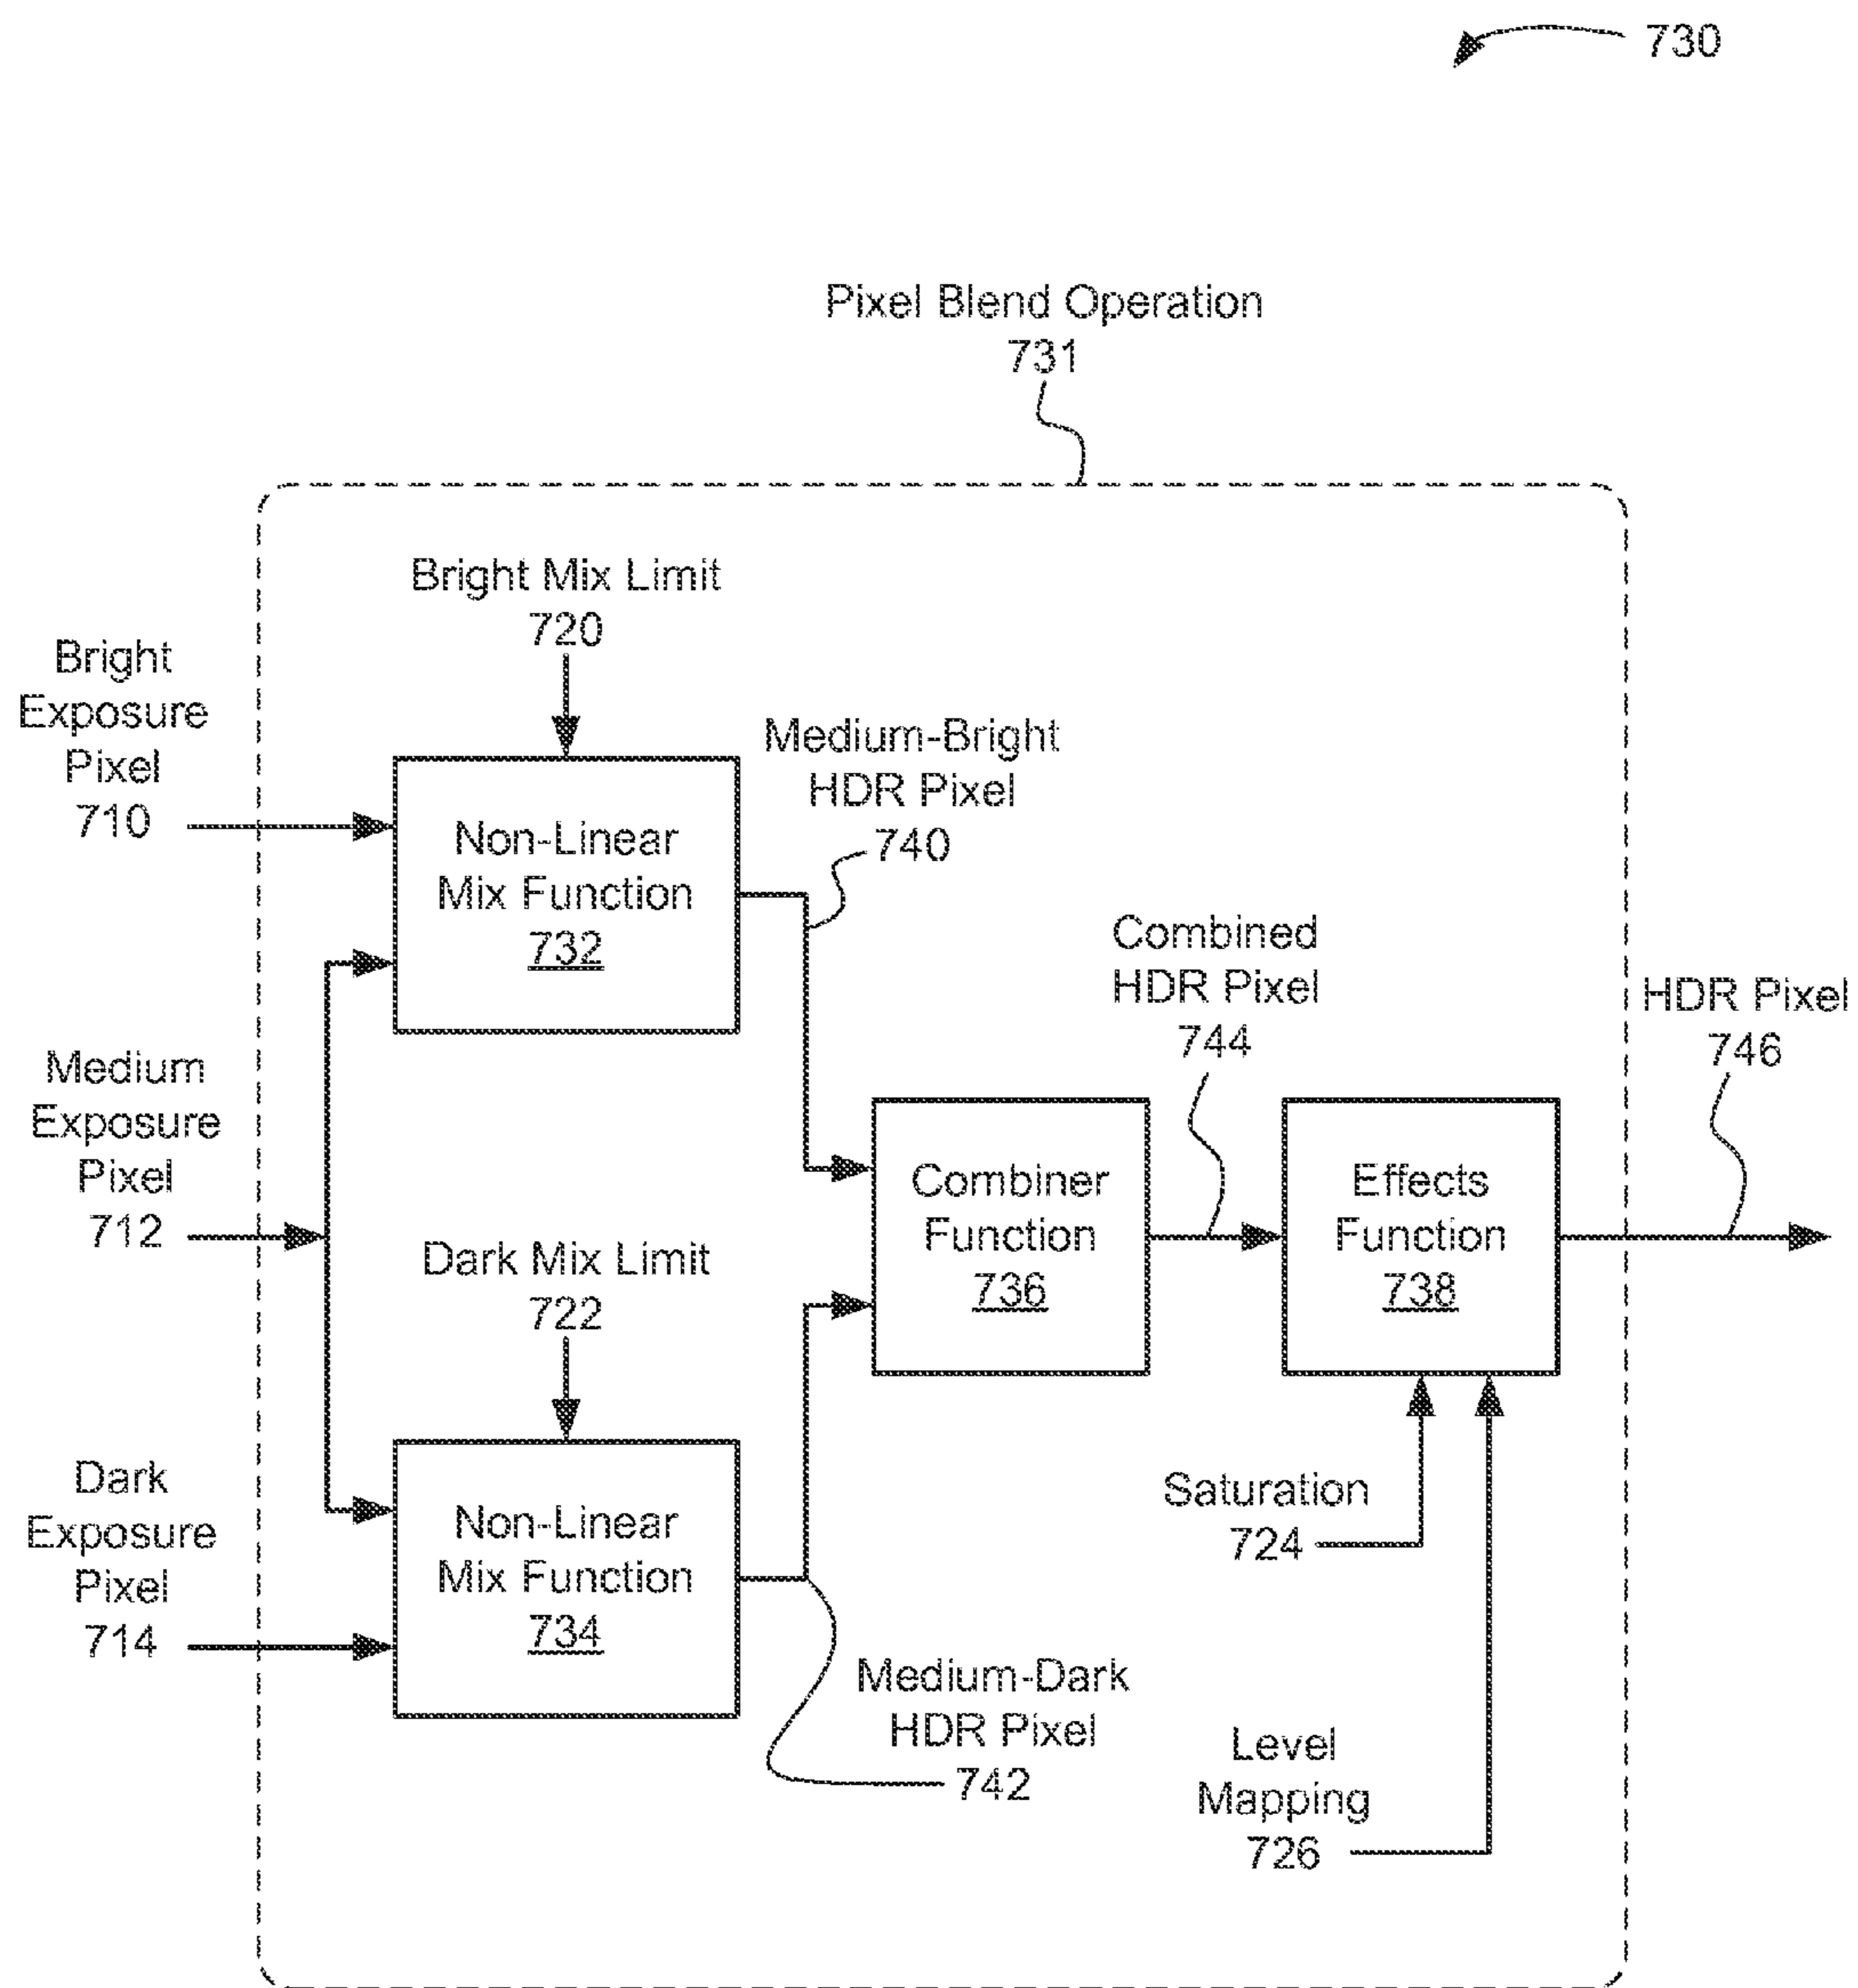 730
Pixel Blend Operation
731
Bright Mix Limit
720
Bright
Exposure
Pixel
710
Medium-Bright
HDR Pixel
740
Non-Linear
Mix Function
732
Combined
HDR Pixel
744
HDR Pixel
746
Medium
Exposure
Pixel
712
Combiner
Function
736
Effects
Function
738
Dark Mix Limit
722
Dark
Exposure
Pixel
714
Non-Linear
Mix Function
734
Saturation
724
Medium-Dark
HDR Pixel
742
Level
Mapping
726